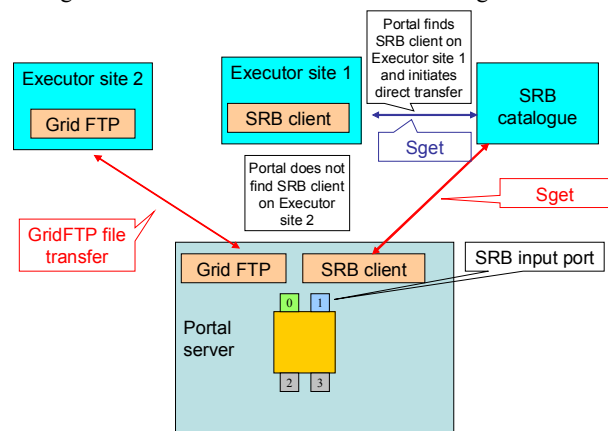 Portal finds
SRB client on
Executor site 1
and initiates
direct transfer
Executor site 2
Grid FTP
Executor site 1
SRB client
SRB
catalogue
Sget
Portal does not
find SRB client
on Executor
site 2
Sget
GridFTP file
transfer
Grid FTP
SRB client
SRB input port
0
1
Portal
server
2
3